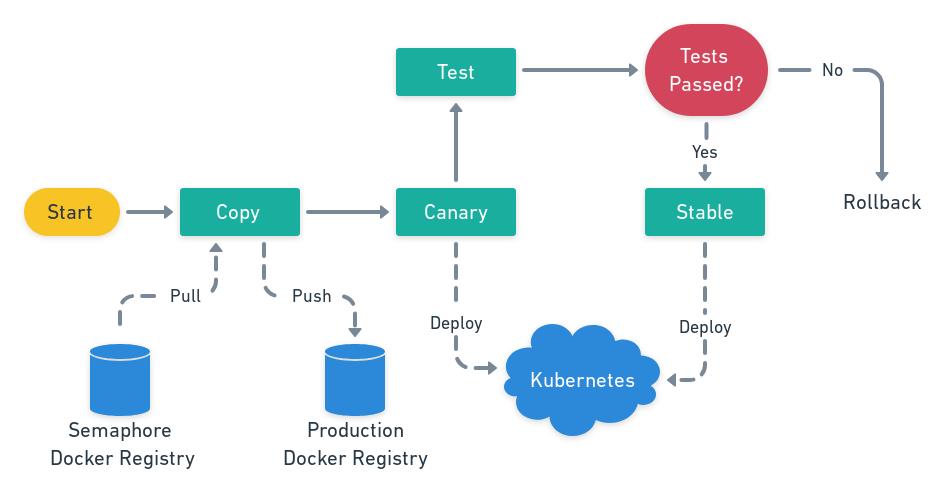 Tests
Passed?
Test
No
Yes
Start
Copy
Canary
Stable
Rollback
Pull
Push
Deploy
Deploy
Kubernetes
Semaphore
Docker Registry
Production
Docker Registry